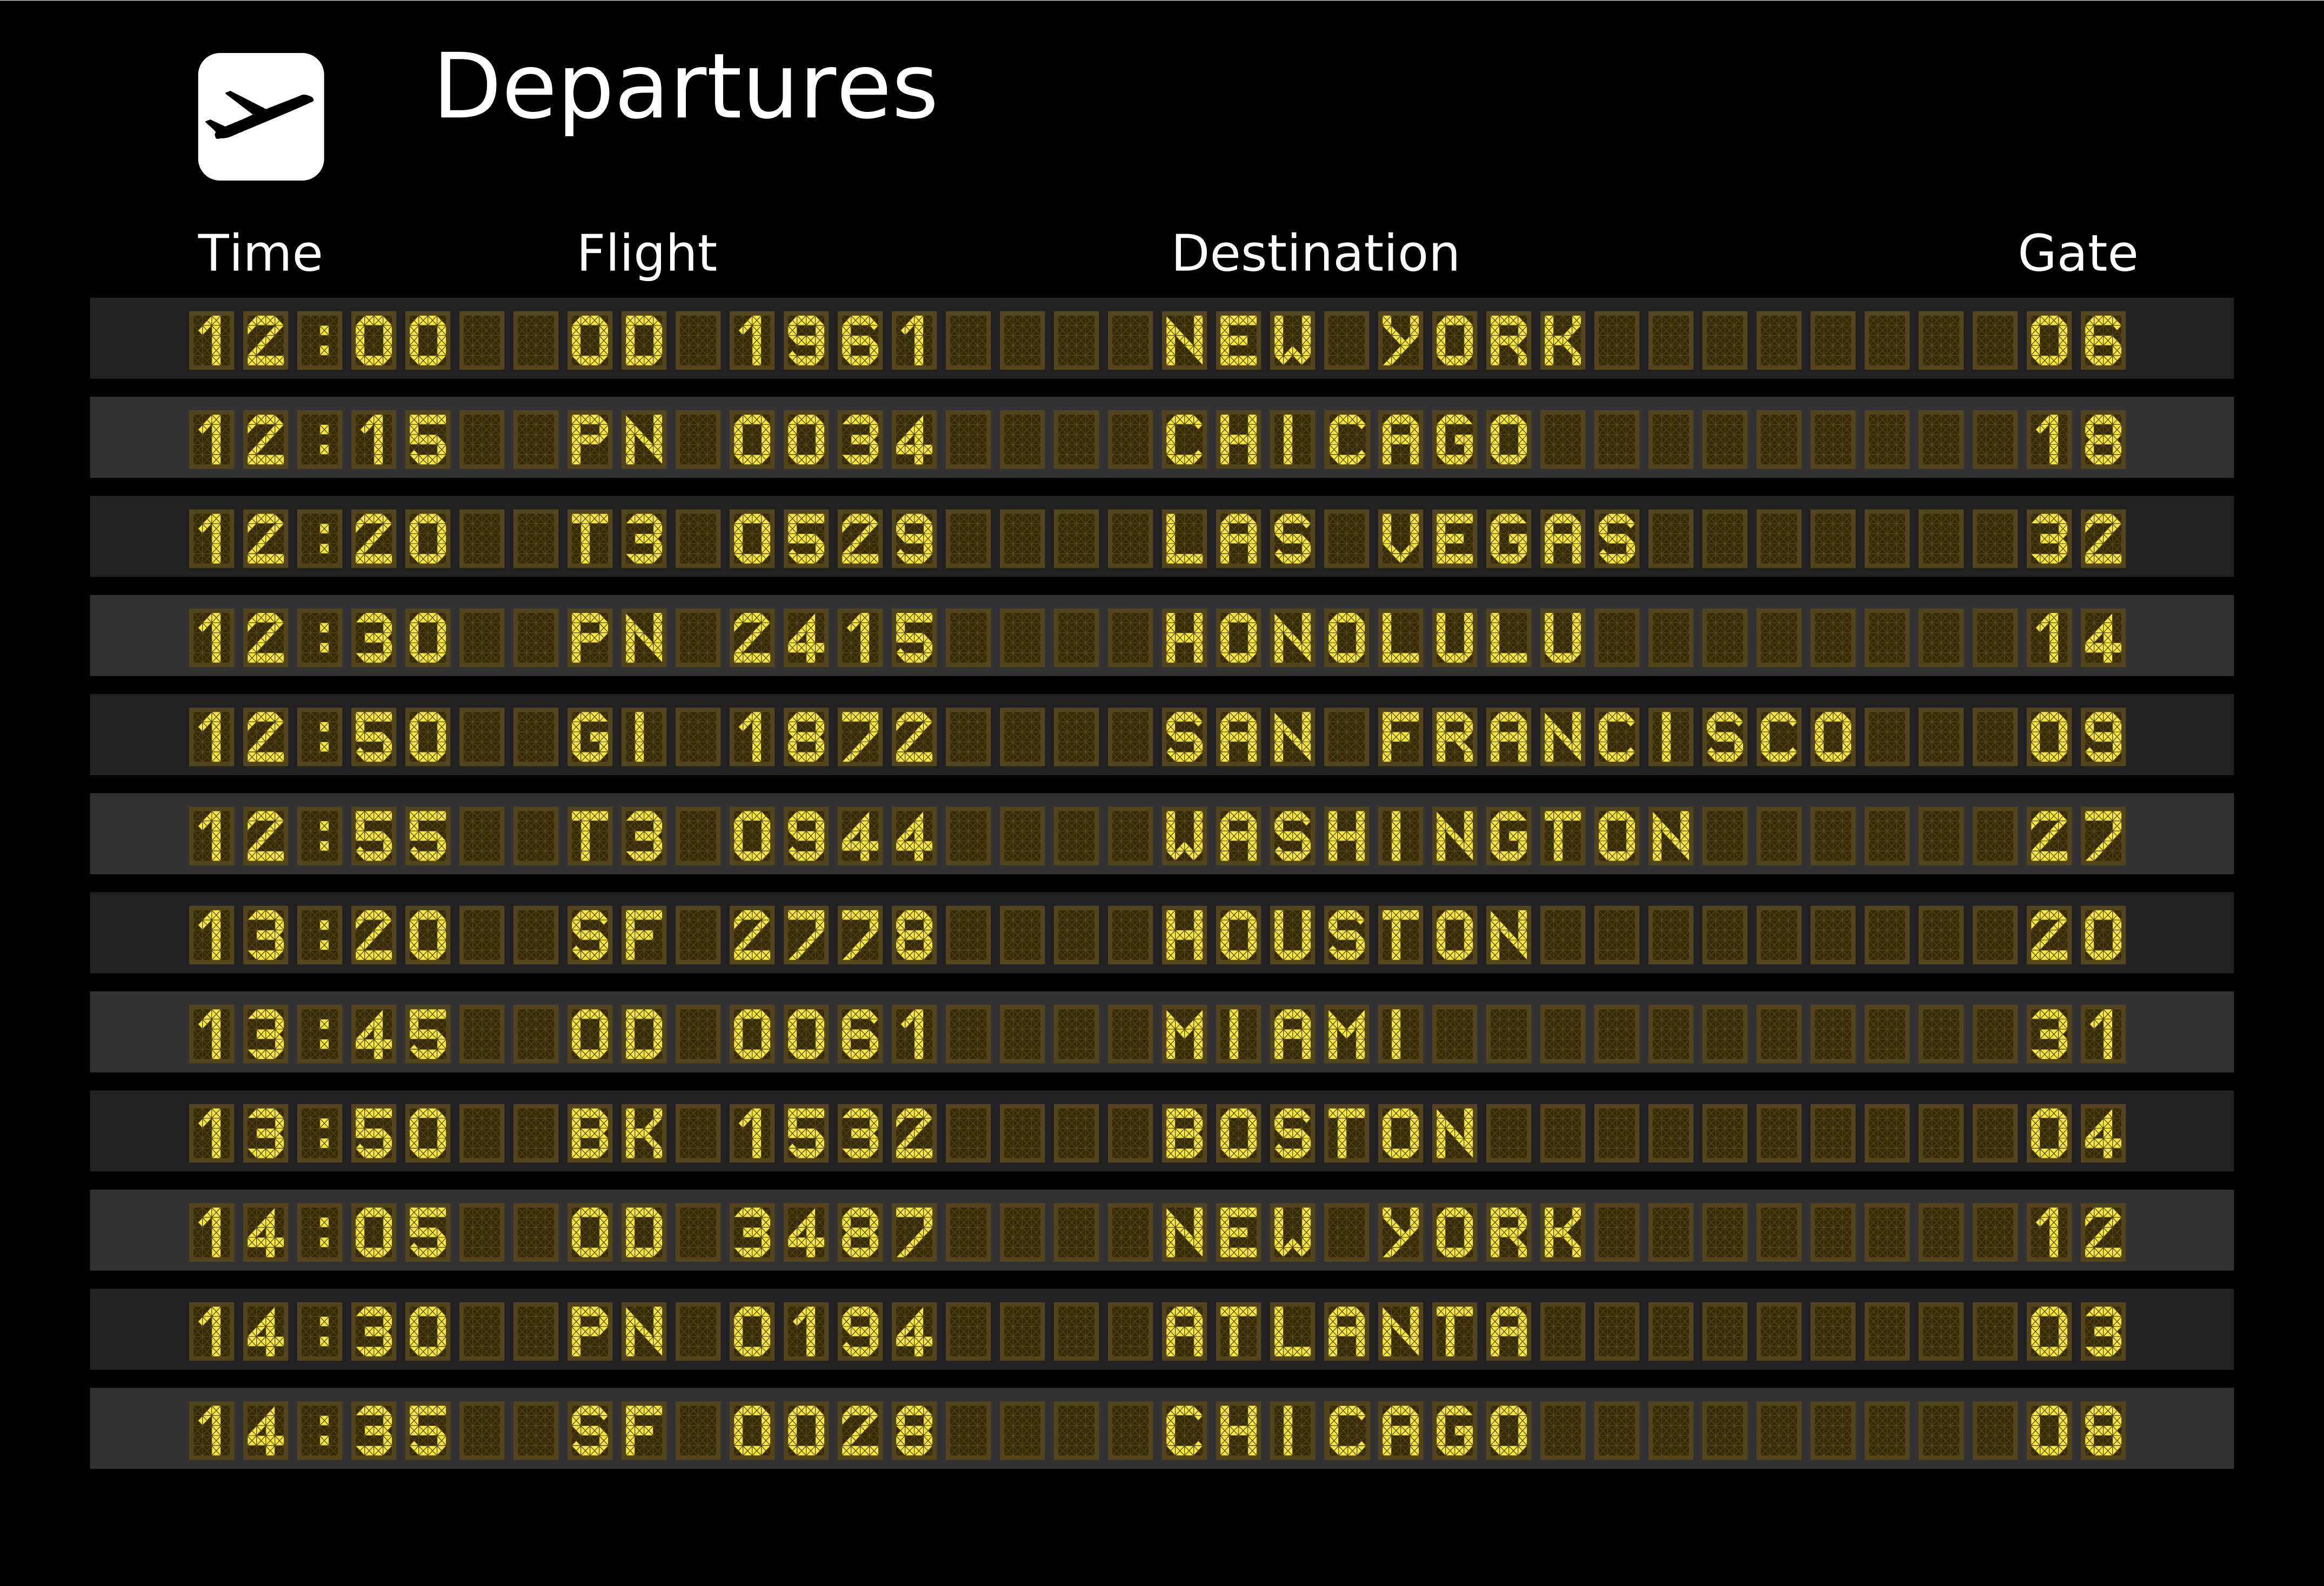 Departures
Time Flight Destination Gate
12:00 OD 1961 NEW YORK 06
12:15 PN 0034 CHICAGO 18
12:20 T3 0529 LAS VEGAS 32
12:30 PN 2415 HONOLULU 14
12:50 GI 1872 SAN FRANCISCO 09
12:55 T3 0944 WASHINGTON 27
13:20 SF 2778 HOUSTON 20
13:45 OD 0061 MIAMI 31
13:50 BK 1532 BOSTON 04
14:05 OD 3487 NEW YORK 12
14:30 PN 0194 ATLANTA 03
14:35 SF 0028 CHICAGO 08